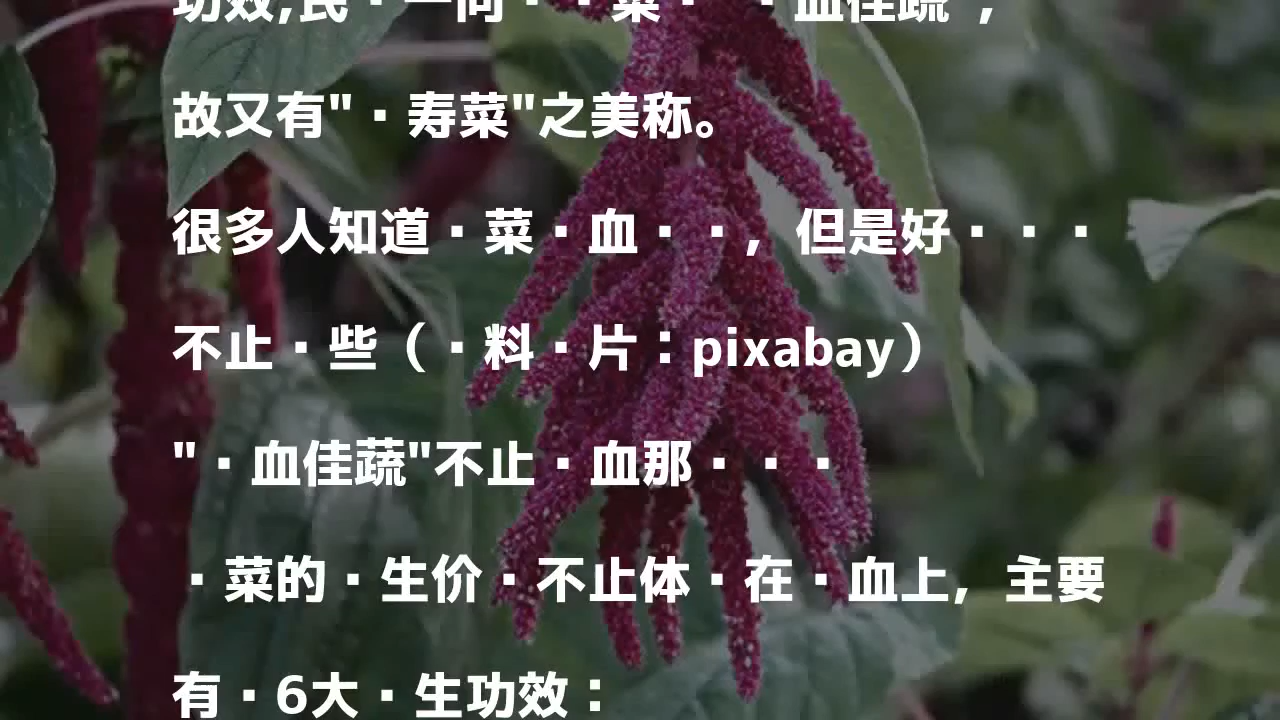 功效,民·一向··菜·"·血佳蔬",
故又有"·寿菜"之美称。
很多人知道·菜·血··，但是好···
不止·些（·料·片：pixabay）
"·血佳蔬"不止·血那···
·菜的·生价·不止体·在·血上，主要
有·6大·生功效：